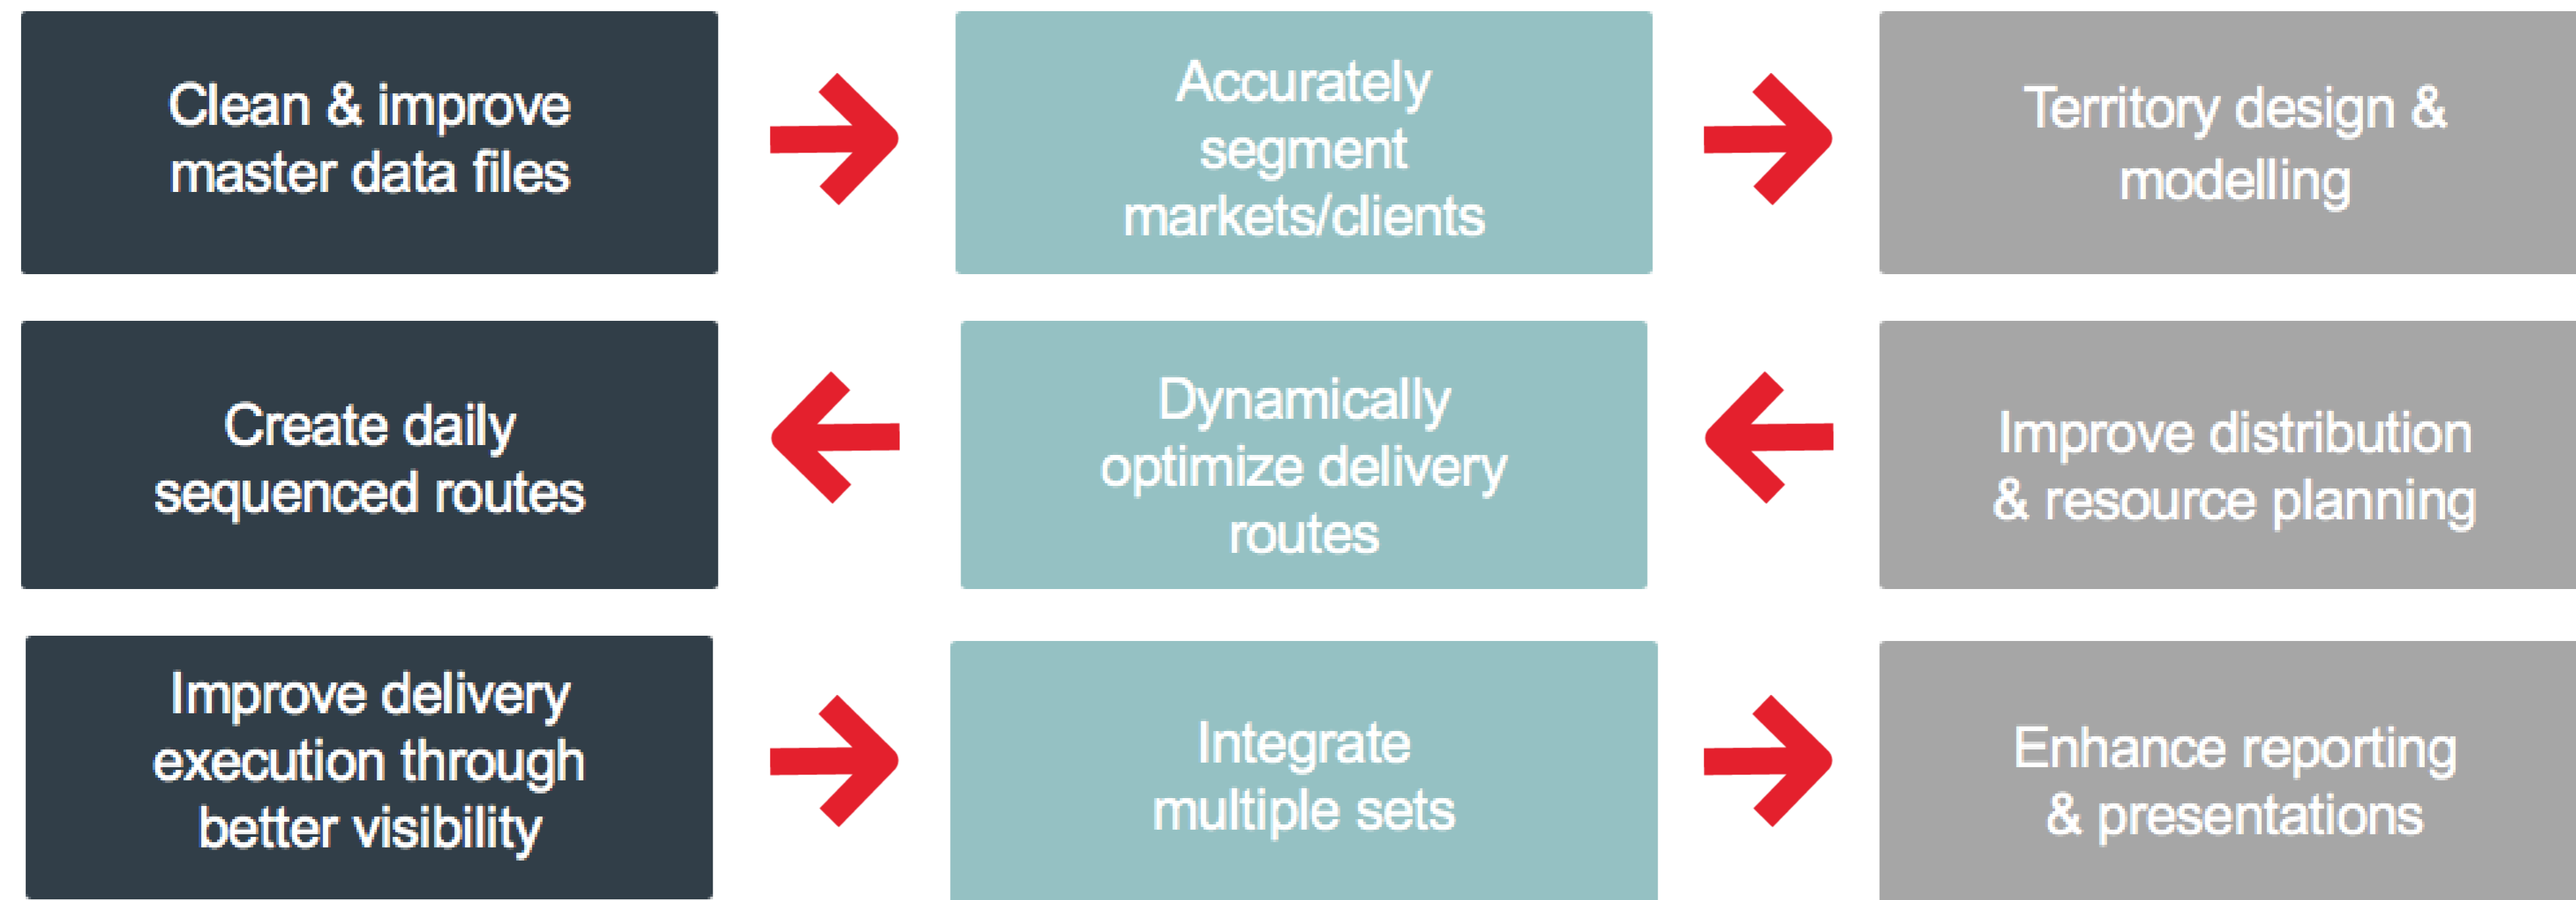 Clean & improve
master data files
Accurately
segment
markets/clients
Territory design &
modelling
Create daily
sequenced routes
Dynamically
optimize delivery
routes
Improve distribution
& resource planning
Improve delivery
execution through
better visibility
Integrate
multiple sets
Enhance reporting
& presentations